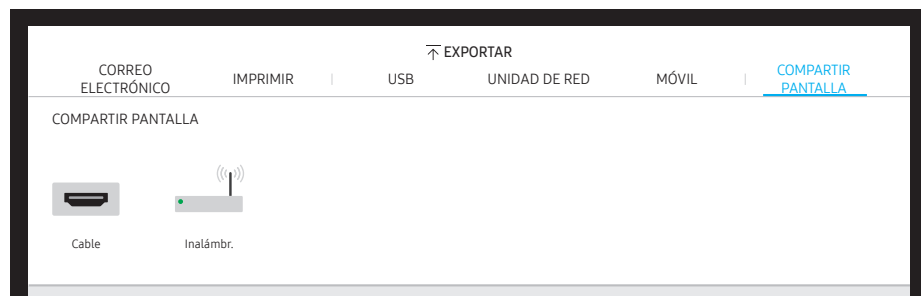 EXPORTAR
CORREO ELECTRÓNICO
IMPRIMIR
USB
UNIDAD DE RED
MÓVIL
COMPARTIR PANTALLA
COMPARTIR PANTALLA
Cable
Inalámbr.